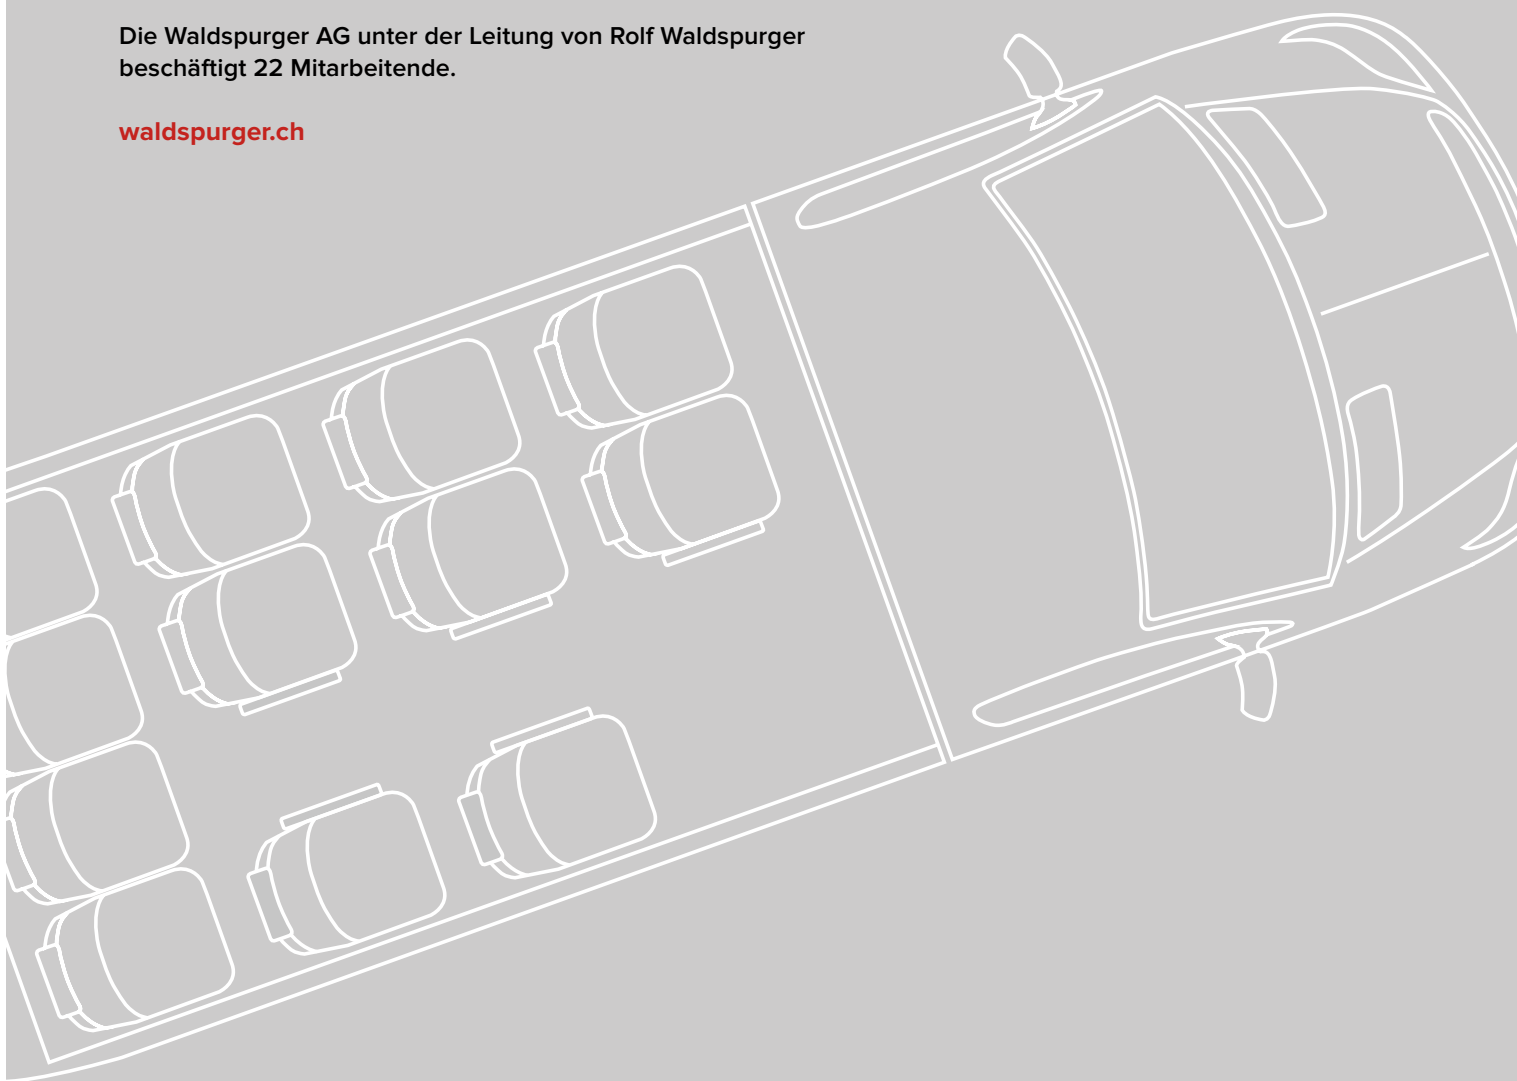 Die Waldspurger AG unter der Leitung von Rolf Waldspurger
beschäftigt 22 Mitarbeitende.
waldspurger.ch